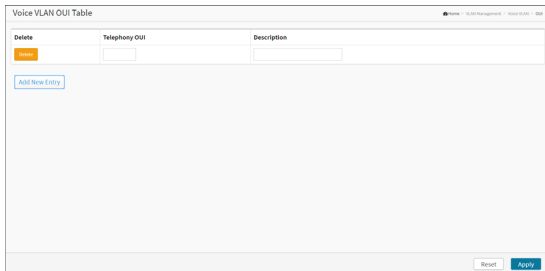 Voice VLAN OUI Table
Home > VLAN Management > Voice VLAN > OUI
Delete Telephony OUI Description
Delete
Add New Entry
Reset Apply